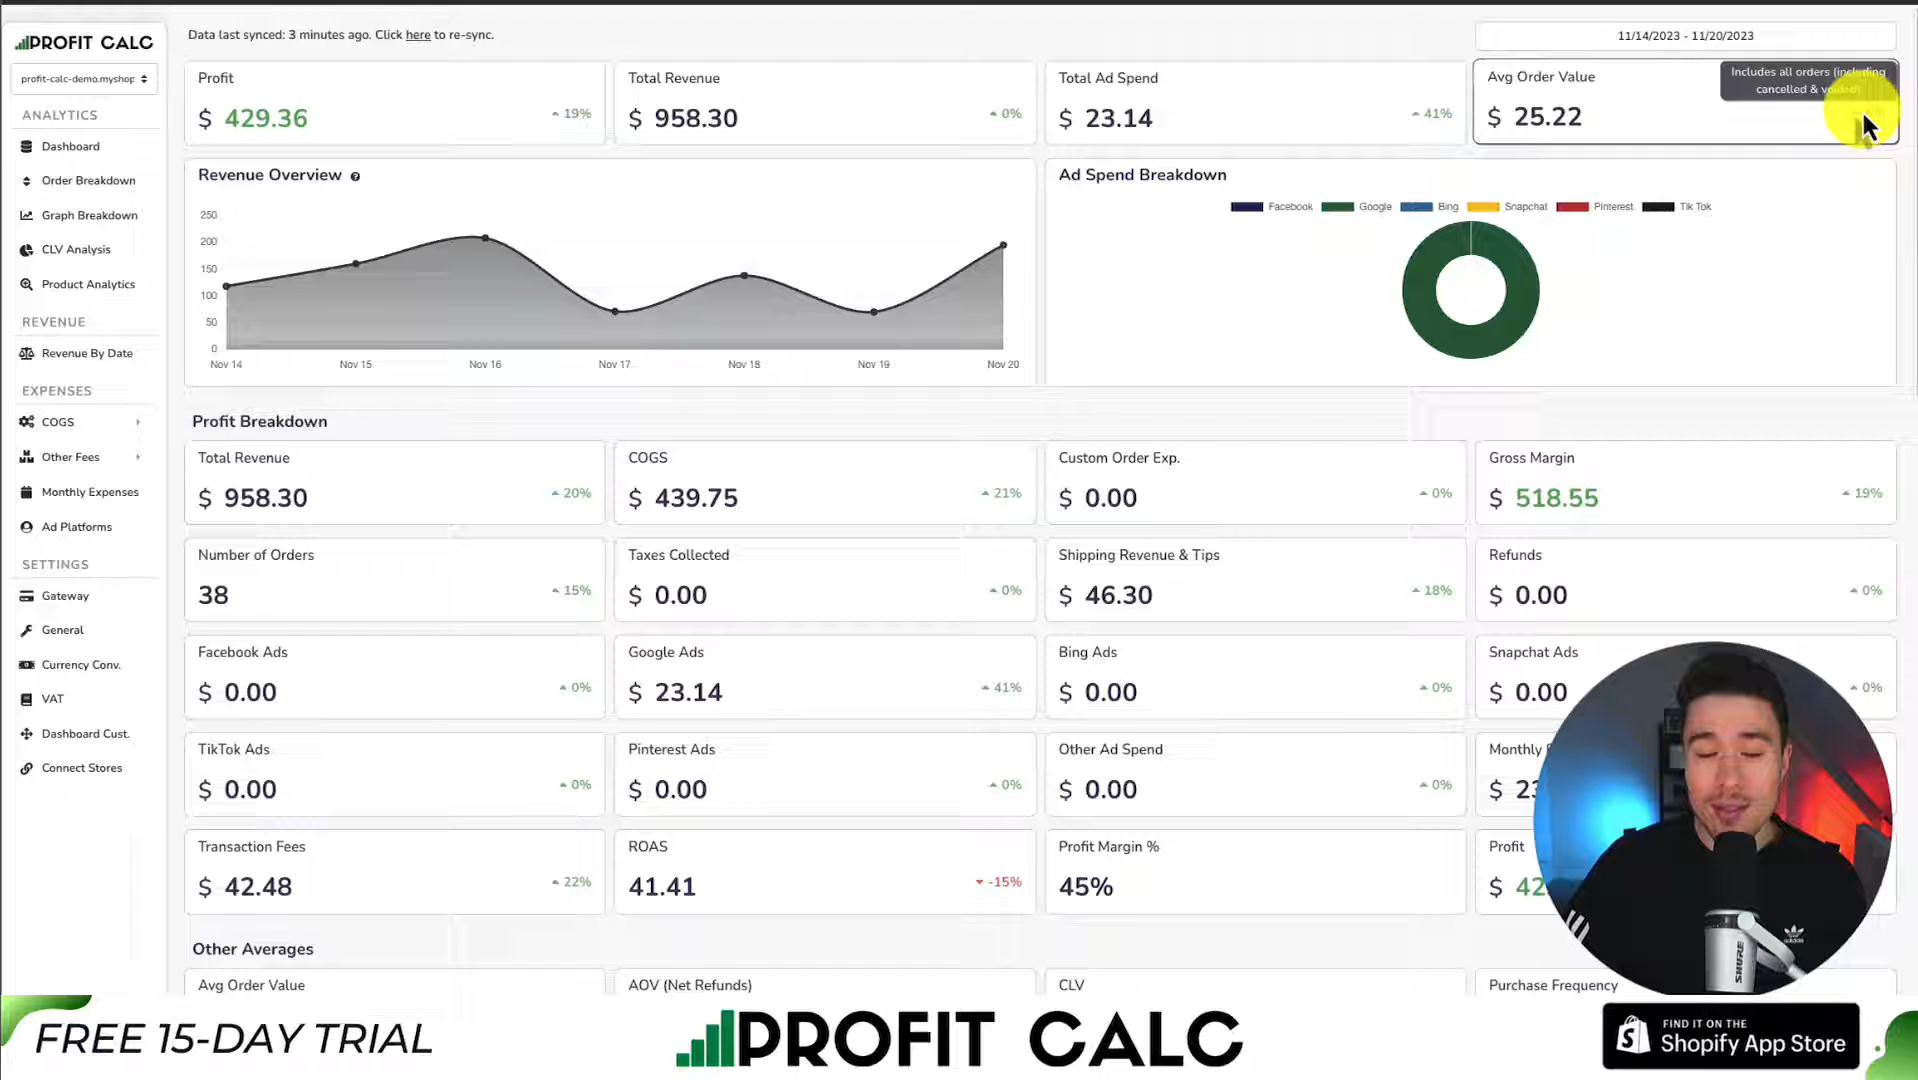 PROFIT CALC
Data last synced: 3 minutes ago. Click here to re-sync.
11/14/2023 - 11/20/2023
profit-calc-demo.myshop
ANALYTICS
Dashboard
Order Breakdown
Graph Breakdown
CLV Analysis
Product Analytics
REVENUE
Revenue By Date
EXPENSES
COGS
Other Fees
Monthly Expenses
Ad Platforms
SETTINGS
Gateway
General
Currency Conv.
VAT
Dashboard Cust.
Connect Stores
Profit
$ 429.36
19%
Total Revenue
$ 958.30
0%
Total Ad Spend
$ 23.14
41%
Avg Order Value
$ 25.22
Includes all orders (including
cancelled & voided)
Revenue Overview
250
200
150
100
50
0
Nov 14 Nov 15 Nov 16 Nov 17 Nov 18 Nov 19 Nov 20
Ad Spend Breakdown
Facebook Google Bing Snapchat Pinterest Tik Tok
Profit Breakdown
Total Revenue
$ 958.30
20%
COGS
$ 439.75
21%
Custom Order Exp.
$ 0.00
0%
Gross Margin
$ 518.55
19%
Number of Orders
38
15%
Taxes Collected
$ 0.00
0%
Shipping Revenue & Tips
$ 46.30
18%
Refunds
$ 0.00
0%
Facebook Ads
$ 0.00
0%
Google Ads
$ 23.14
41%
Bing Ads
$ 0.00
0%
Snapchat Ads
$ 0.00
0%
TikTok Ads
$ 0.00
0%
Pinterest Ads
$ 0.00
0%
Other Ad Spend
$ 0.00
0%
Monthly
$ 23
Transaction Fees
$ 42.48
22%
ROAS
41.41
-15%
Profit Margin %
45%
Profit
$ 42
Other Averages
Avg Order Value
AOV (Net Refunds)
CLV
Purchase Frequency
adidas
SHURE
FREE 15-DAY TRIAL
PROFIT CALC
FIND IT ON THE
Shopify App Store